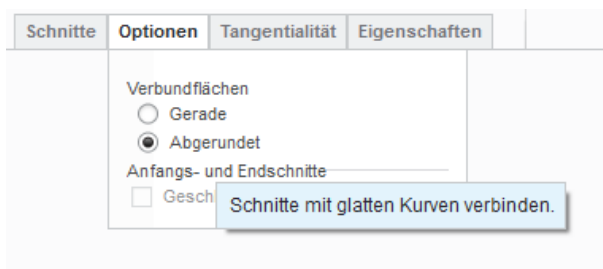 Schnitte Optionen Tangentialität Eigenschaften
Verbundflächen
Gerade
Abgerundet
Anfangs- und Endschnitte
Schnitte mit glatten Kurven verbinden.